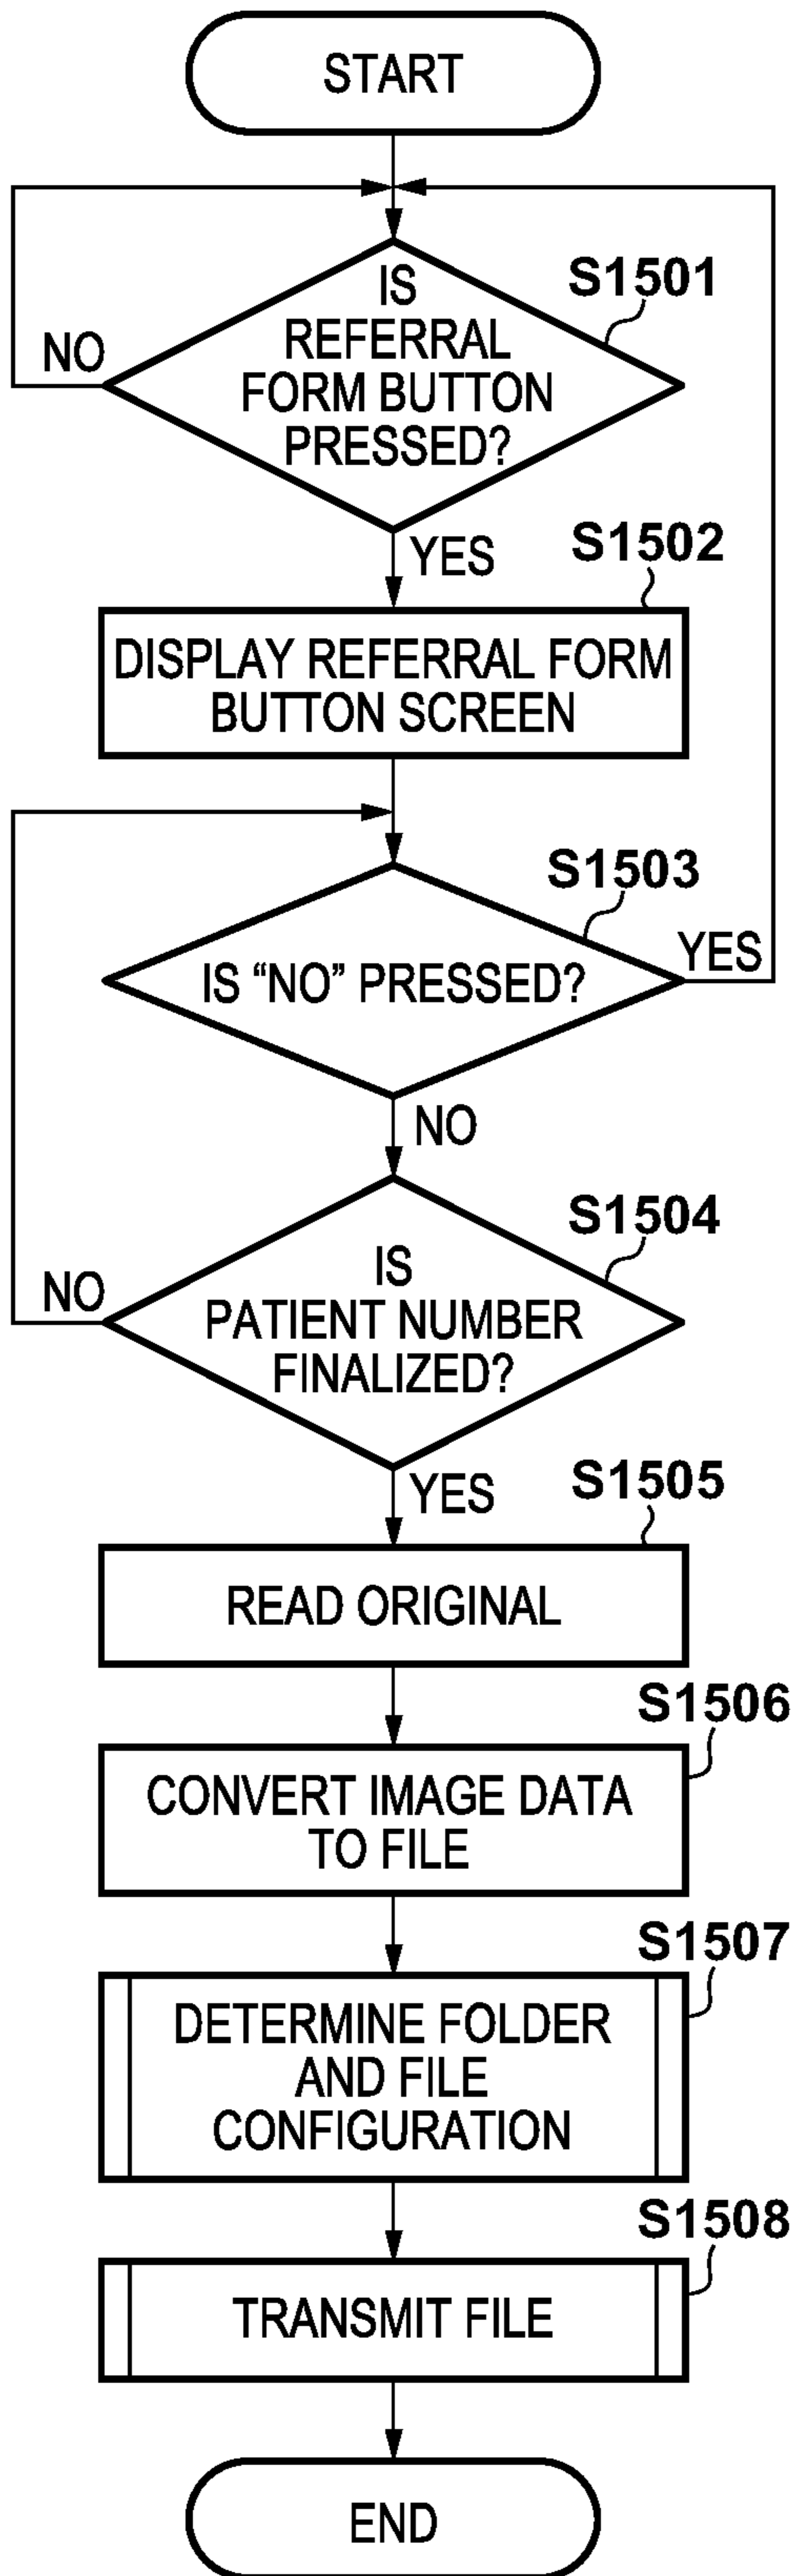 START
S1501
IS
REFERRAL
FORM BUTTON
PRESSED?
NO
YES
S1502
DISPLAY REFERRAL FORM
BUTTON SCREEN
S1503
IS “NO” PRESSED?
YES
NO
S1504
IS
PATIENT NUMBER
FINALIZED?
NO
YES
S1505
READ ORIGINAL
S1506
CONVERT IMAGE DATA
TO FILE
S1507
DETERMINE FOLDER
AND FILE
CONFIGURATION
S1508
TRANSMIT FILE
END